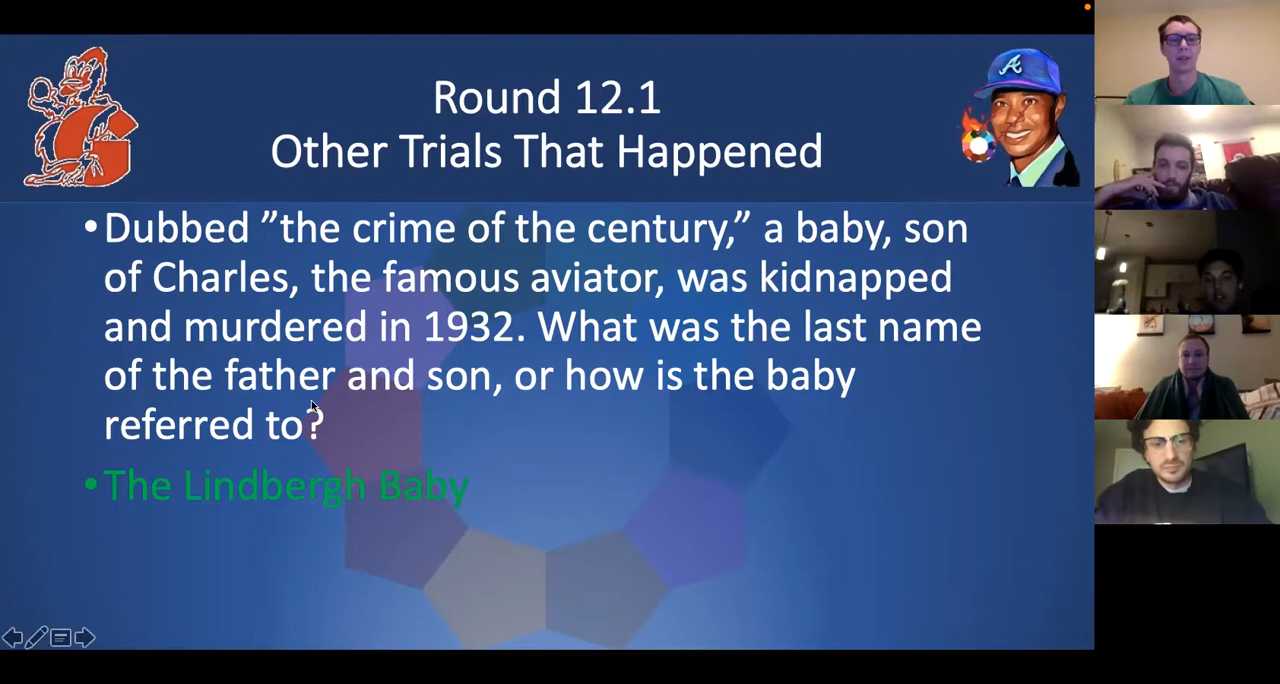 Round 12.1
Other Trials That Happened
•Dubbed ”the crime of the century,” a baby, son
of Charles, the famous aviator, was kidnapped
and murdered in 1932. What was the last name
of the father and son, or how is the baby
referred to?
•The Lindbergh Baby
G
A